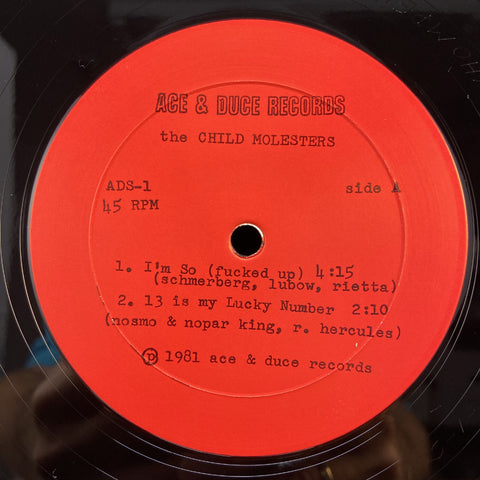 ACE & DUCE RECORDS
the CHILD MOLESTERS
ADS-1 side A
45 RPM
1. I'm So (fucked up) 4:15
(schmerberg, lubow, rietta)
2. 13 is my Lucky Number 2:10
(nosmo & nopar king, r. hercules)
℗ 1981 ace & duce records